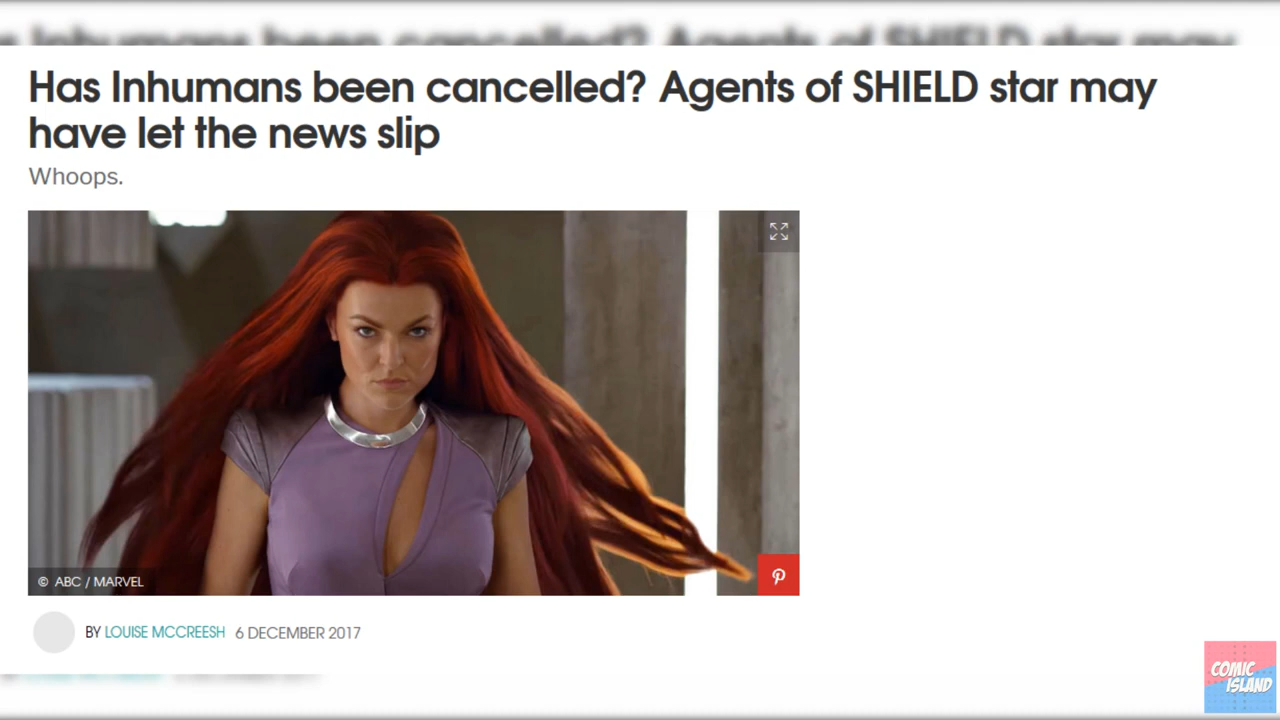 Has Inhumans been cancelled? Agents of SHIELD star may
have let the news slip
Whoops.
© ABC / MARVEL
BY LOUISE MCCREESH 6 DECEMBER 2017
COMIC
ISLAND